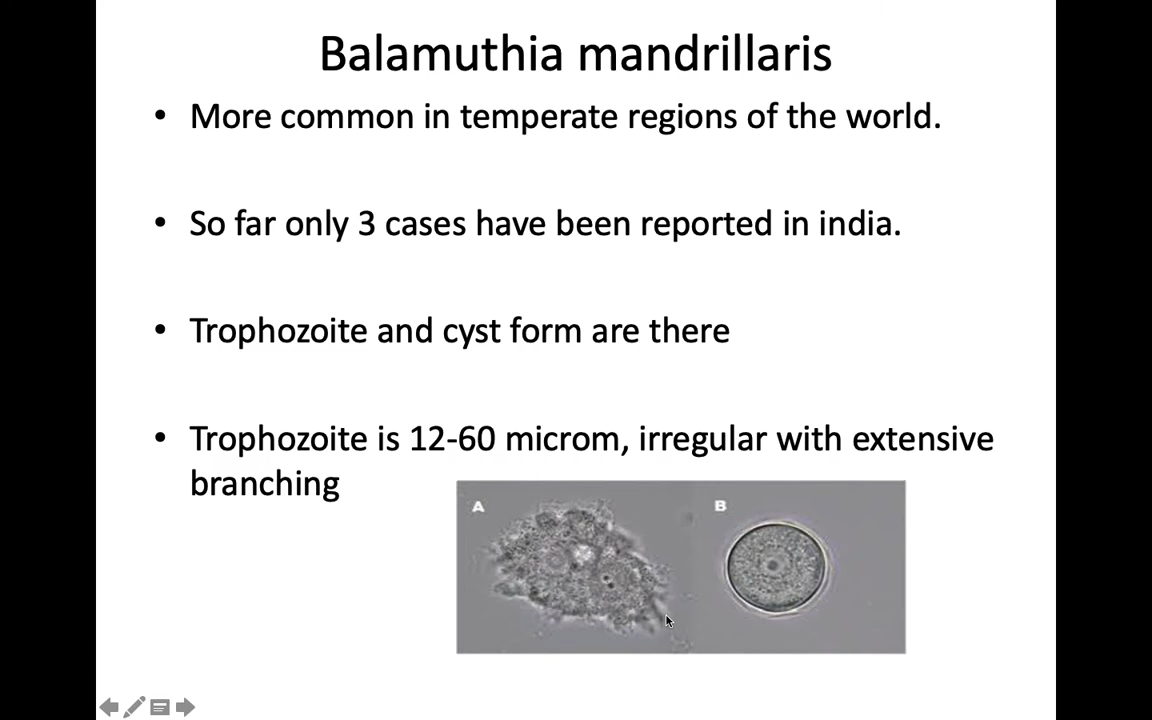 Balamuthia mandrillaris
• More common in temperate regions of the world.
• So far only 3 cases have been reported in india.
• Trophozoite and cyst form are there
• Trophozoite is 12-60 microm, irregular with extensive
branching
A B